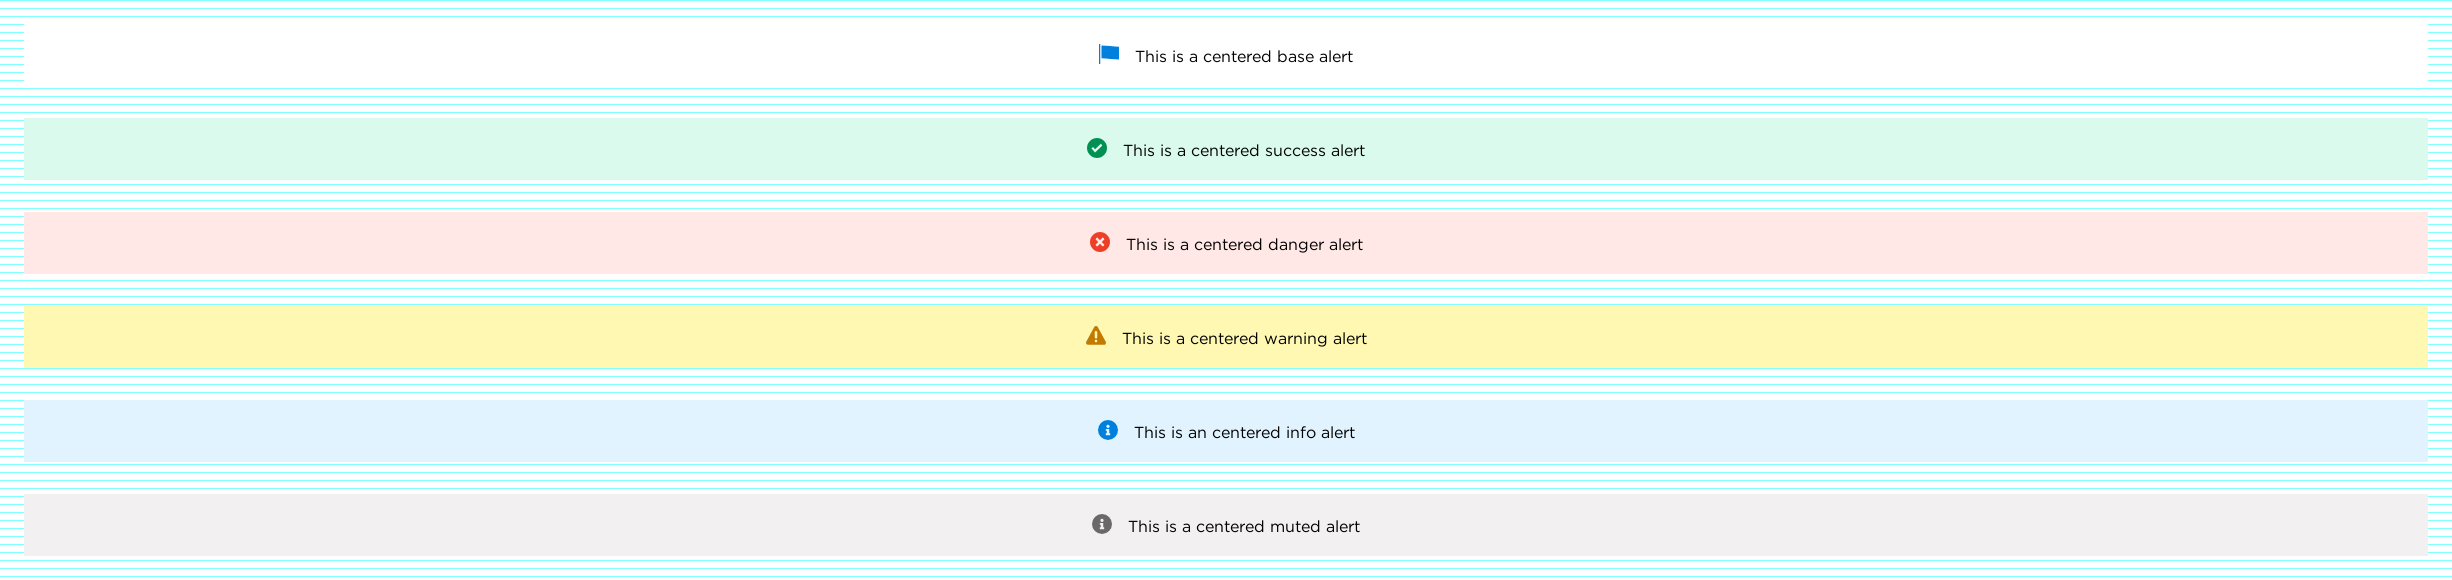 This is a centered base alert
This is a centered success alert
This is a centered danger alert
This is a centered warning alert
This is an centered info alert
This is a centered muted alert